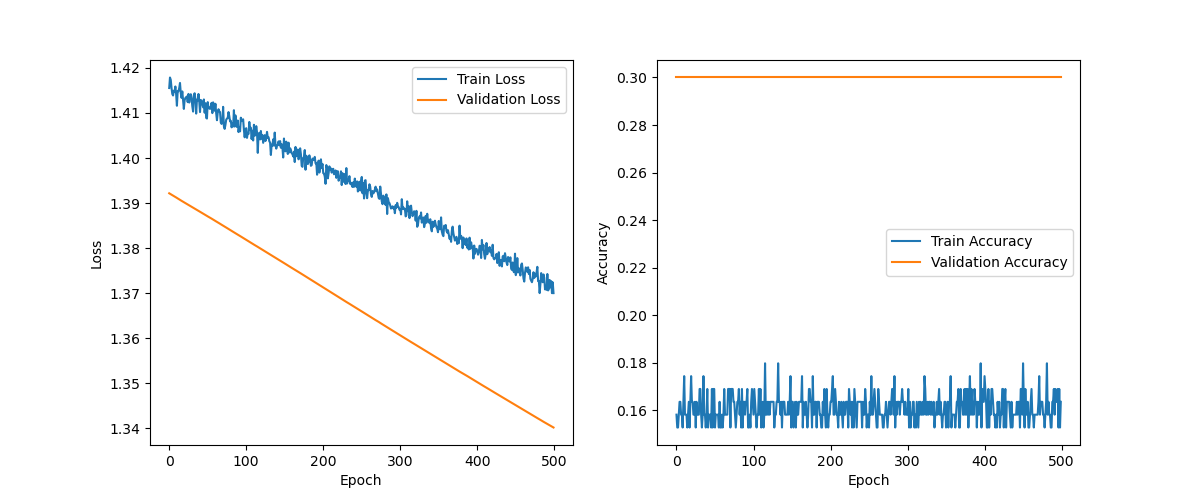 1.42
1.41
1.40
1.39
1.38
1.37
1.36
1.35
1.34
Loss
0 100 200 300 400 500
Epoch
Train Loss
Validation Loss
0.30
0.28
0.26
0.24
0.22
0.20
0.18
0.16
Accuracy
0 100 200 300 400 500
Epoch
Train Accuracy
Validation Accuracy